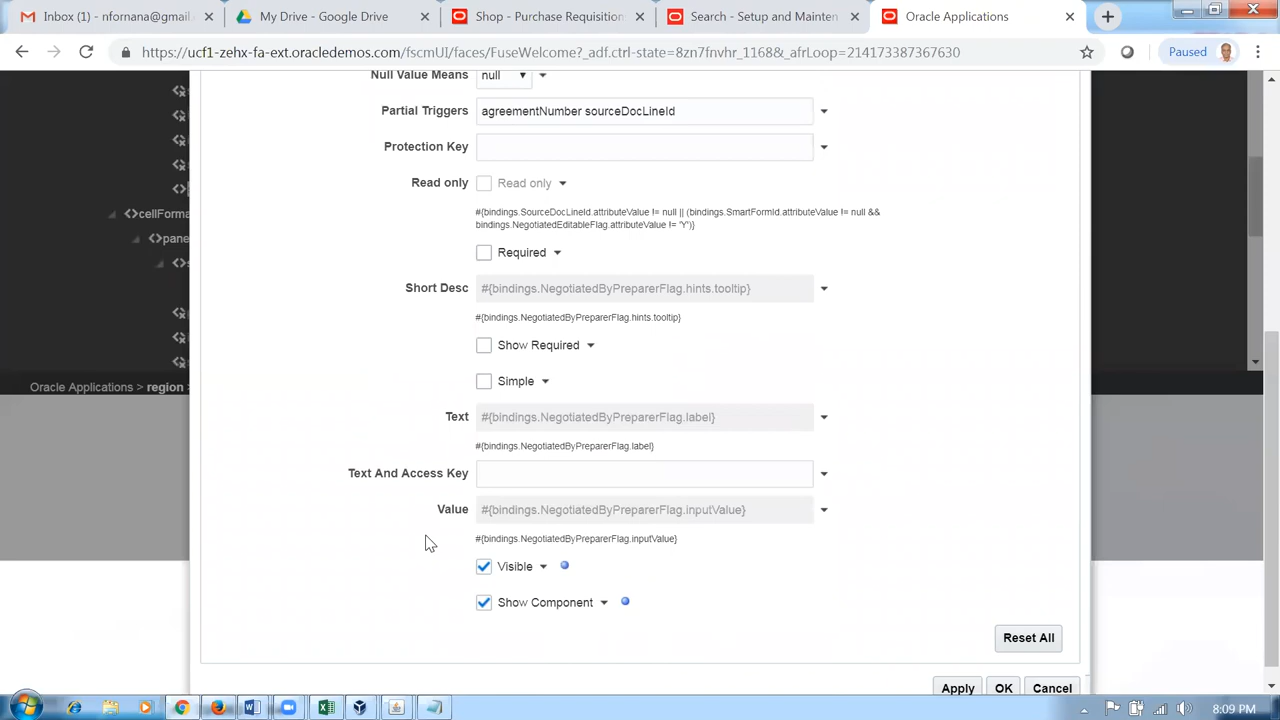 Inbox (1) - nfornana@gmai
My Drive - Google Drive
Shop | Purchase Requisition
Search - Setup and Mainten
Oracle Applications
https://ucf1-zehx-fa-ext.oracledemos.com/fscmUI/faces/FuseWelcome?_adf.ctrl-state=8zn7fnvhr_1168&_afrLoop=214173387367630
Paused
Null Value Means null
Partial Triggers agreementNumber sourceDocLineId
Protection Key
Read only Read only
#{bindings.SourceDocLineId.attributeValue != null || (bindings.SmartFormId.attributeValue != null &&
bindings.NegotiatedEditableFlag.attributeValue != 'Y')}
Required
Short Desc #{bindings.NegotiatedByPreparerFlag.hints.tooltip}
#{bindings.NegotiatedByPreparerFlag.hints.tooltip}
Show Required
Simple
Text #{bindings.NegotiatedByPreparerFlag.label}
#{bindings.NegotiatedByPreparerFlag.label}
Text And Access Key
Value #{bindings.NegotiatedByPreparerFlag.inputValue}
#{bindings.NegotiatedByPreparerFlag.inputValue}
Visible
Show Component
Reset All
Apply OK Cancel
<>cellForma
<>pane
Oracle Applications > region >
8:09 PM